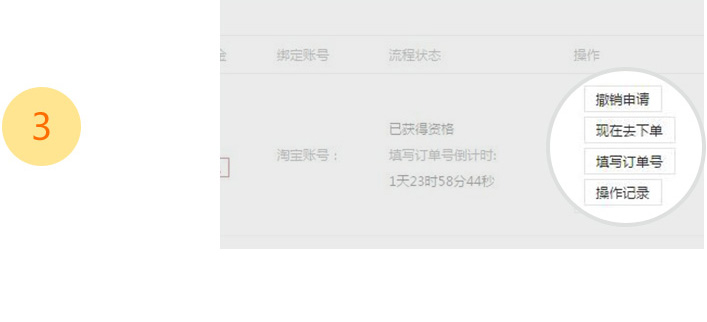 3
绑定账号 流程状态 操作
撤销申请
已获得资格 现在去下单
淘宝账号： 填写订单号倒计时: 填写订单号
1天23时58分44秒 操作记录